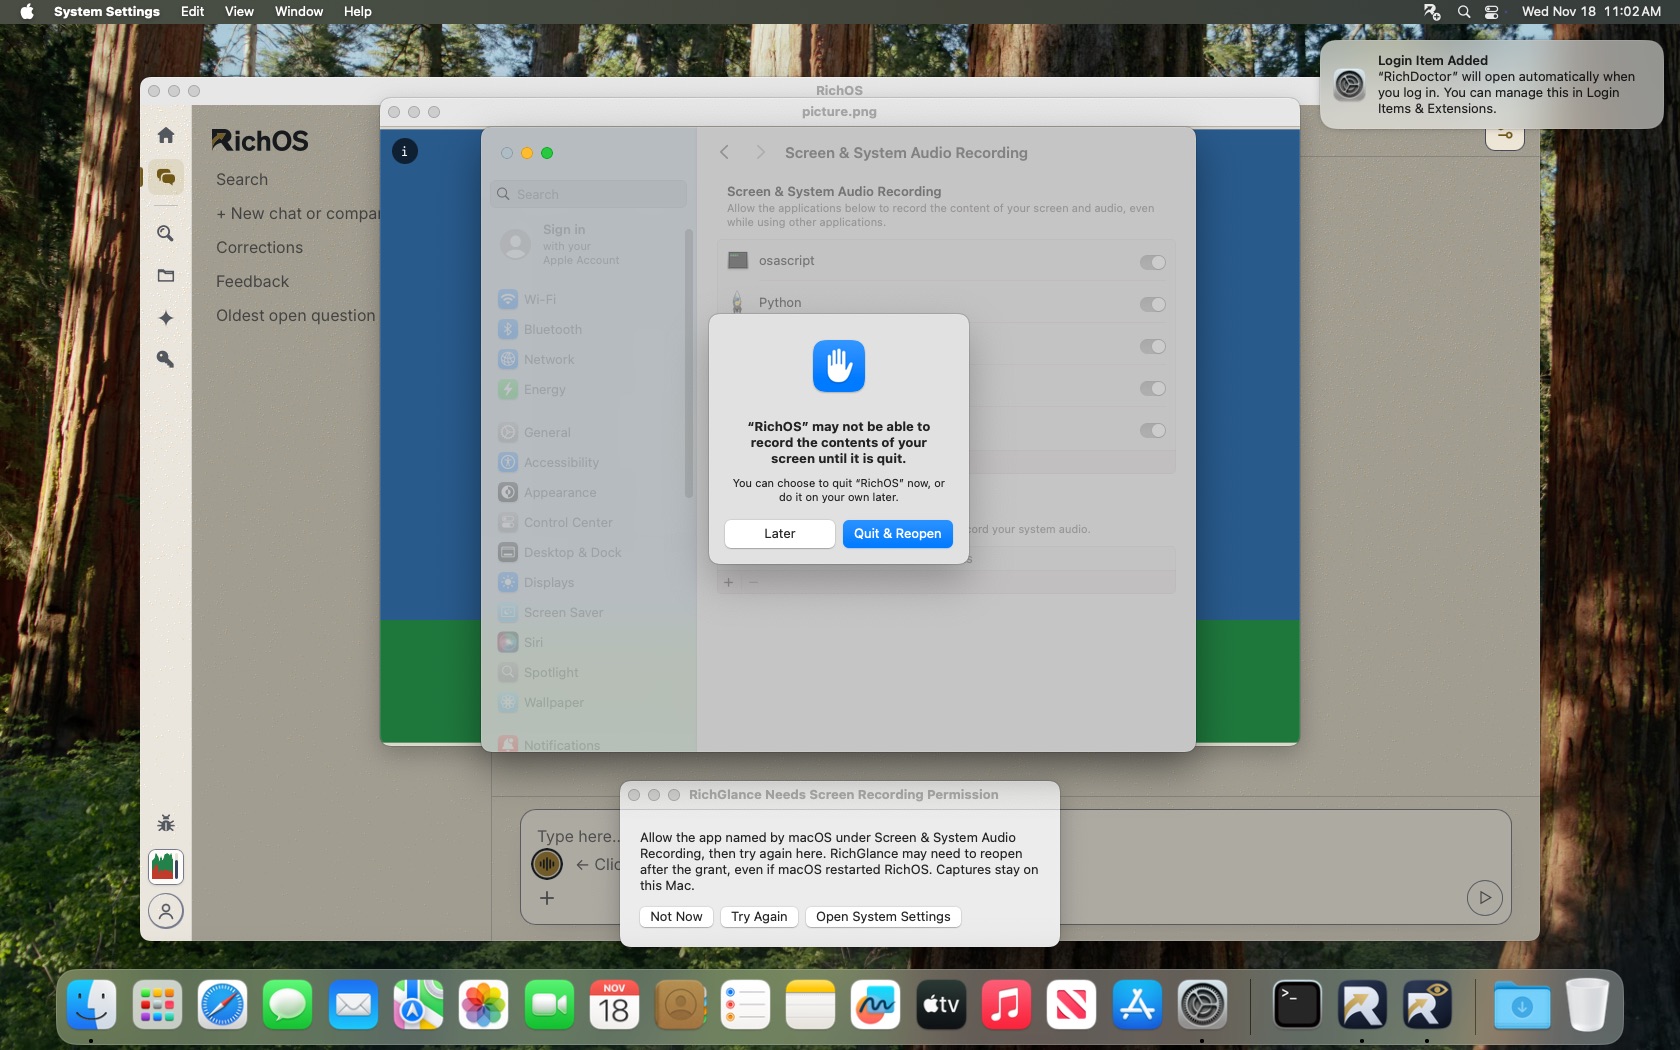 System Settings Edit View Window Help
Wed Nov 18 11:02 AM
Login Item Added
“RichDoctor” will open automatically when
you log in. You can manage this in Login
Items & Extensions.
RichOS
picture.png
RichOS
Search
+ New chat or compa
Corrections
Feedback
Oldest open question
i
Search
Sign in
with your
Apple Account
Wi-Fi
Bluetooth
Network
Energy
General
Accessibility
Appearance
Control Center
Desktop & Dock
Displays
Screen Saver
Siri
Spotlight
Wallpaper
Notifications
Screen & System Audio Recording
Screen & System Audio Recording
Allow the applications below to record the content of your screen and audio, even
while using other applications.
osascript
Python
cord your system audio.
s
+ −
“RichOS” may not be able to
record the contents of your
screen until it is quit.
You can choose to quit “RichOS” now, or
do it on your own later.
Later Quit & Reopen
Type here..
← Clic
RichGlance Needs Screen Recording Permission
Allow the app named by macOS under Screen & System Audio
Recording, then try again here. RichGlance may need to reopen
after the grant, even if macOS restarted RichOS. Captures stay on
this Mac.
Not Now Try Again Open System Settings
NOV
18
tv
>_